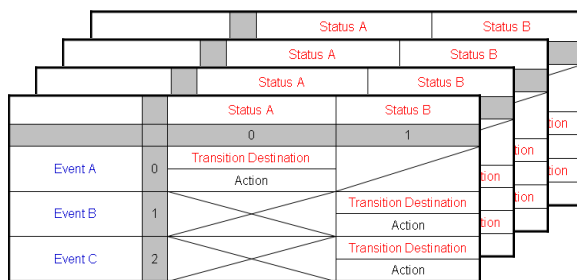 Status A Status B
Status A Status B
Status A Status B
Status A Status B
0 1
Event A 0 Transition Destination
Action
Event B 1 Transition Destination
Action
Event C 2 Transition Destination
Action